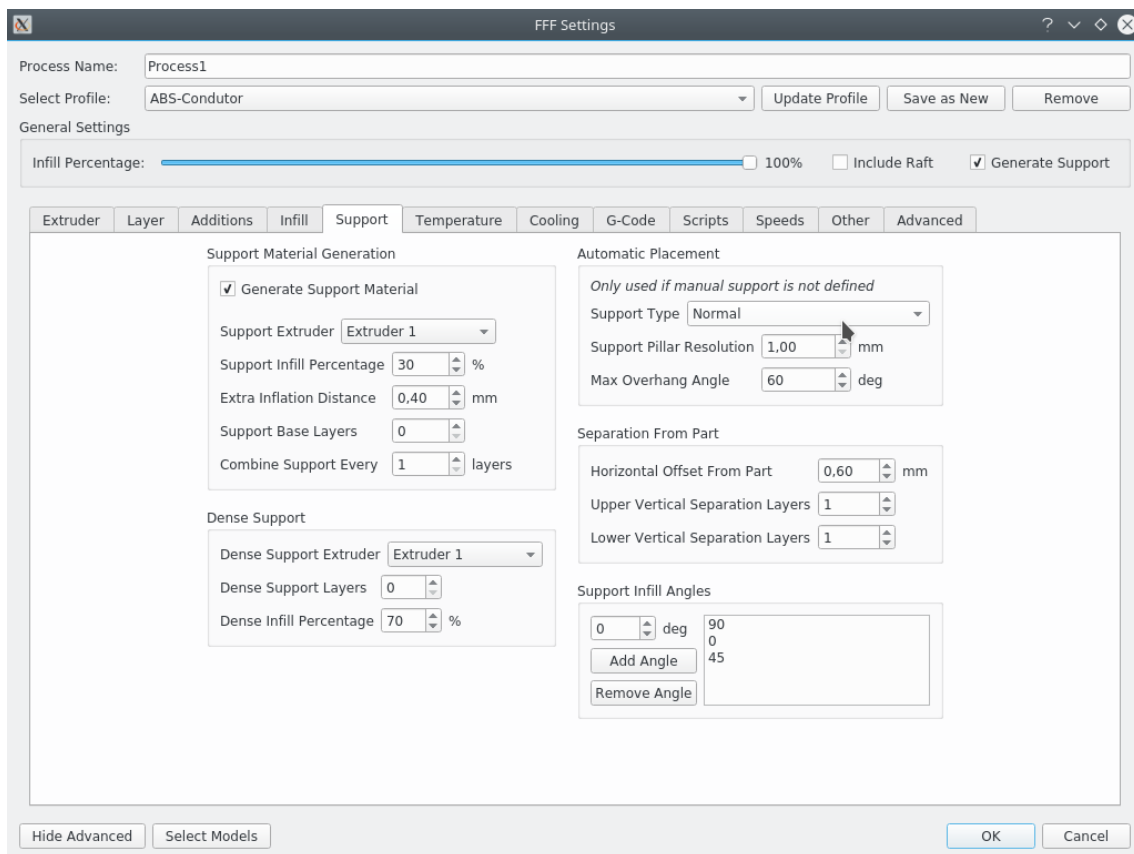 FFF Settings
Process Name: Process1
Select Profile: ABS-Condutor Update Profile Save as New Remove
General Settings
Infill Percentage: 100% Include Raft Generate Support
Extruder Layer Additions Infill Support Temperature Cooling G-Code Scripts Speeds Other Advanced
Support Material Generation
Generate Support Material
Support Extruder Extruder 1
Support Infill Percentage 30 %
Extra Inflation Distance 0,40 mm
Support Base Layers 0
Combine Support Every 1 layers
Dense Support
Dense Support Extruder Extruder 1
Dense Support Layers 0
Dense Infill Percentage 70 %
Automatic Placement
Only used if manual support is not defined
Support Type Normal
Support Pillar Resolution 1,00 mm
Max Overhang Angle 60 deg
Separation From Part
Horizontal Offset From Part 0,60 mm
Upper Vertical Separation Layers 1
Lower Vertical Separation Layers 1
Support Infill Angles
0 deg
Add Angle
Remove Angle
90
0
45
Hide Advanced Select Models OK Cancel